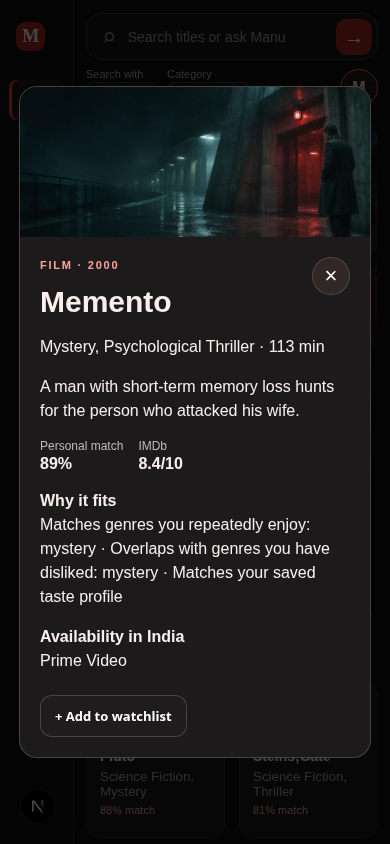 M
Search titles or ask Manu
→
Search with
Category
M
FILM · 2000
×
Memento
Mystery, Psychological Thriller · 113 min
A man with short-term memory loss hunts
for the person who attacked his wife.
Personal match
IMDb
89%
8.4/10
Why it fits
Matches genres you repeatedly enjoy:
mystery · Overlaps with genres you have
disliked: mystery · Matches your saved
taste profile
Availability in India
Prime Video
+ Add to watchlist
Pluto
Steins;Gate
Science Fiction,
Mystery
Science Fiction,
Thriller
88% match
81% match
N